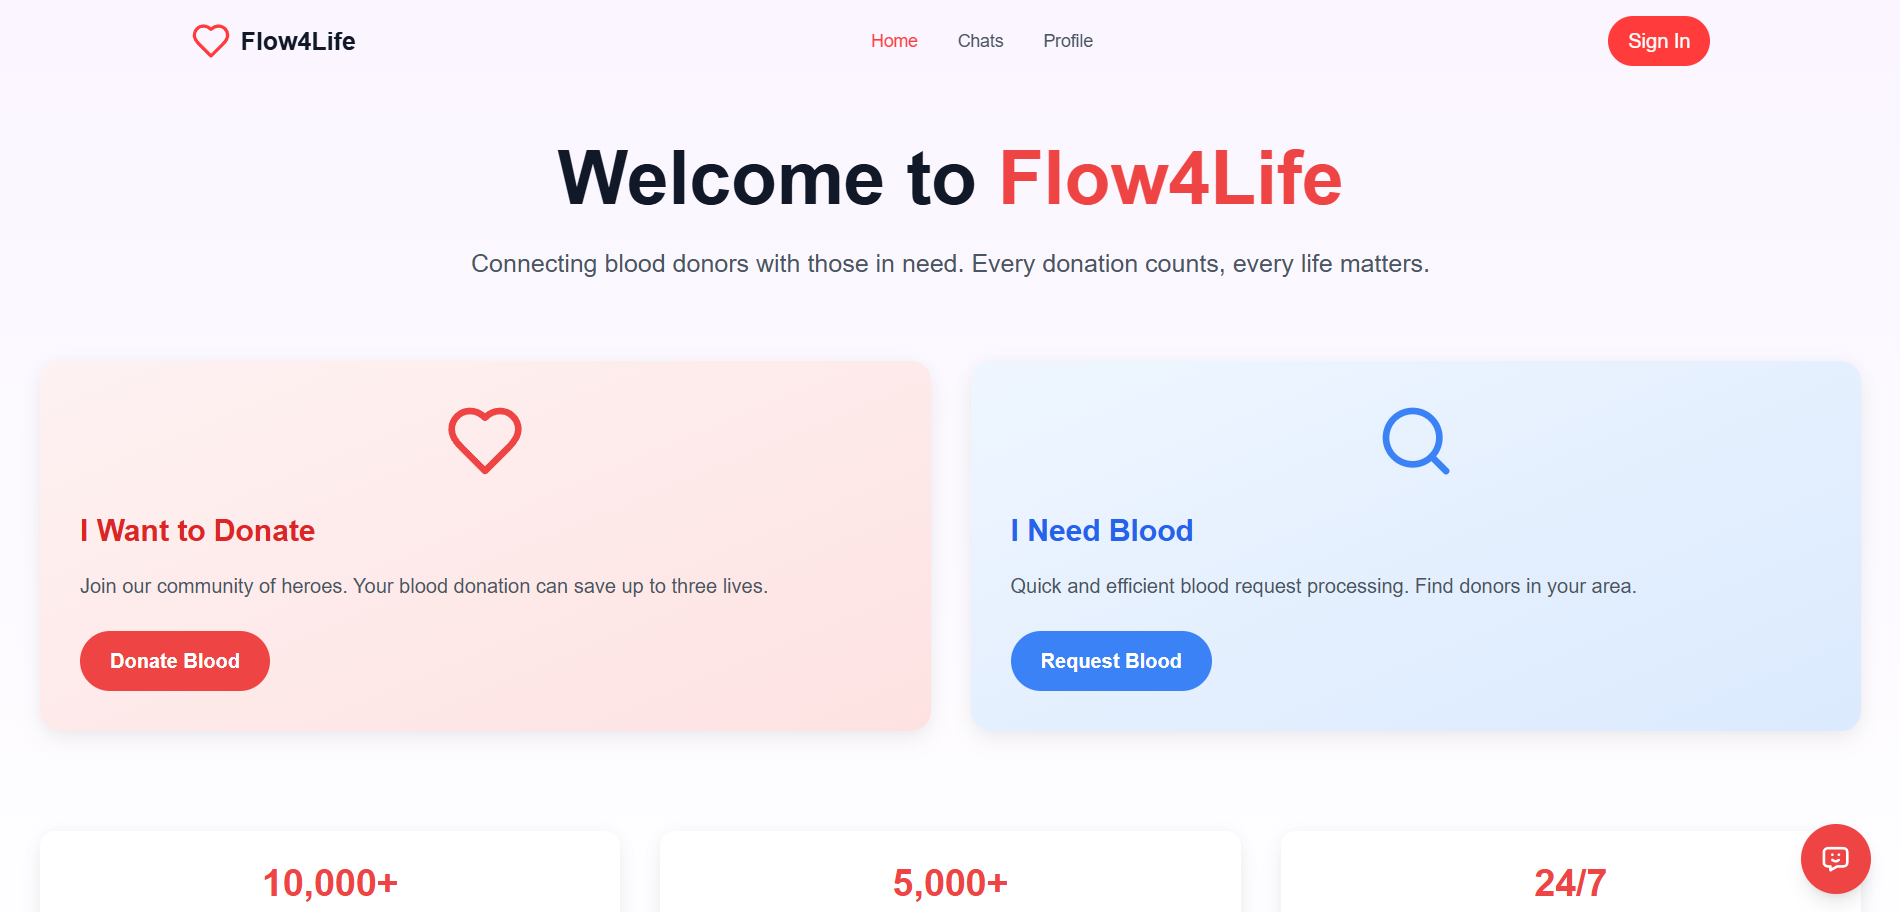 Flow4Life
Home
Chats
Profile
Sign In
Welcome to Flow4Life
Connecting blood donors with those in need. Every donation counts, every life matters.
I Want to Donate
Join our community of heroes. Your blood donation can save up to three lives.
Donate Blood
I Need Blood
Quick and efficient blood request processing. Find donors in your area.
Request Blood
10,000+
5,000+
24/7